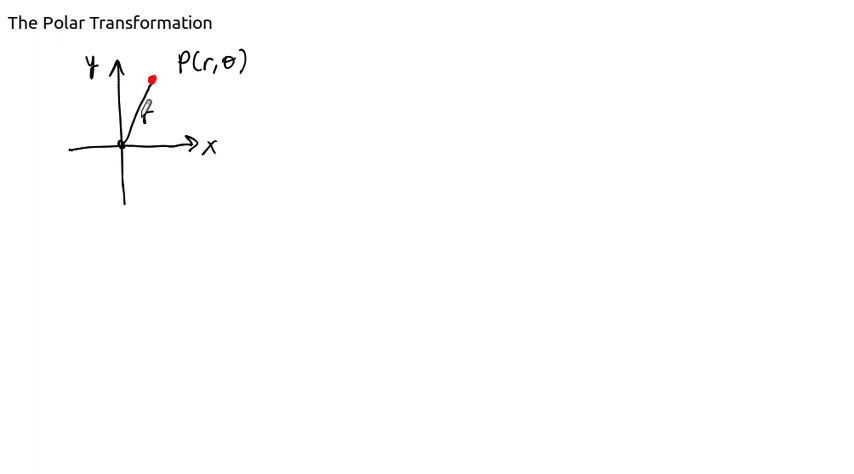 The Polar Transformation
y P(r,θ)
r
x